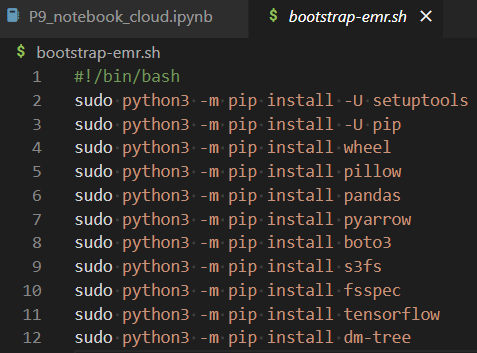 P9_notebook_cloud.ipynb $ bootstrap-emr.sh ×
$ bootstrap-emr.sh
1 #!/bin/bash
2 sudo python3 -m pip install -U setuptools
3 sudo python3 -m pip install -U pip
4 sudo python3 -m pip install wheel
5 sudo python3 -m pip install pillow
6 sudo python3 -m pip install pandas
7 sudo python3 -m pip install pyarrow
8 sudo python3 -m pip install boto3
9 sudo python3 -m pip install s3fs
10 sudo python3 -m pip install fsspec
11 sudo python3 -m pip install tensorflow
12 sudo python3 -m pip install dm-tree